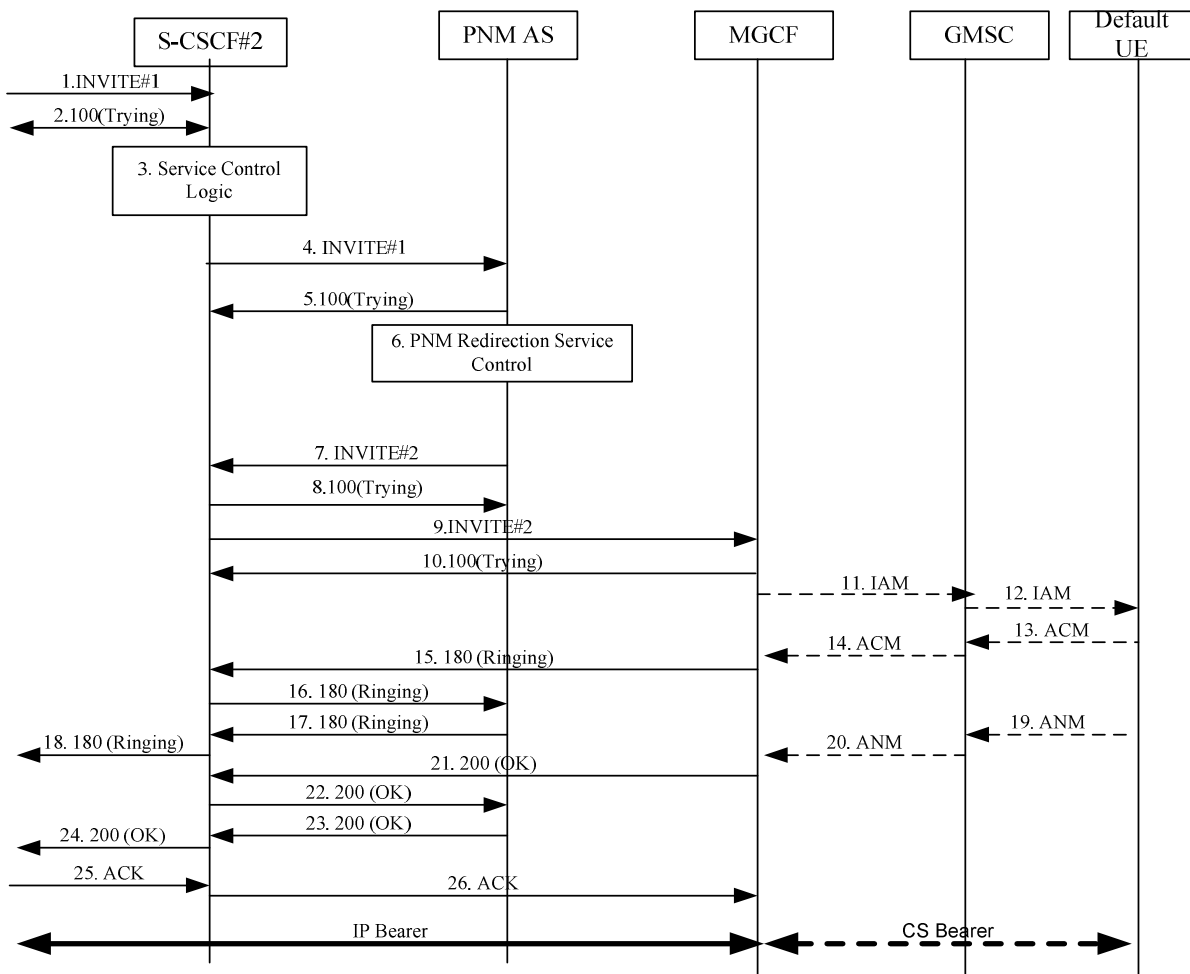 S-CSCF#2
PNM AS
MGCF
GMSC
Default
UE
1.INVITE#1
2.100(Trying)
3. Service Control
Logic
4. INVITE#1
5.100(Trying)
6. PNM Redirection Service
Control
7. INVITE#2
8.100(Trying)
9.INVITE#2
10.100(Trying)
11. IAM
12. IAM
13. ACM
14. ACM
15. 180 (Ringing)
16. 180 (Ringing)
17. 180 (Ringing)
18. 180 (Ringing)
19. ANM
20. ANM
21. 200 (OK)
22. 200 (OK)
23. 200 (OK)
24. 200 (OK)
25. ACK
26. ACK
IP Bearer
CS Bearer